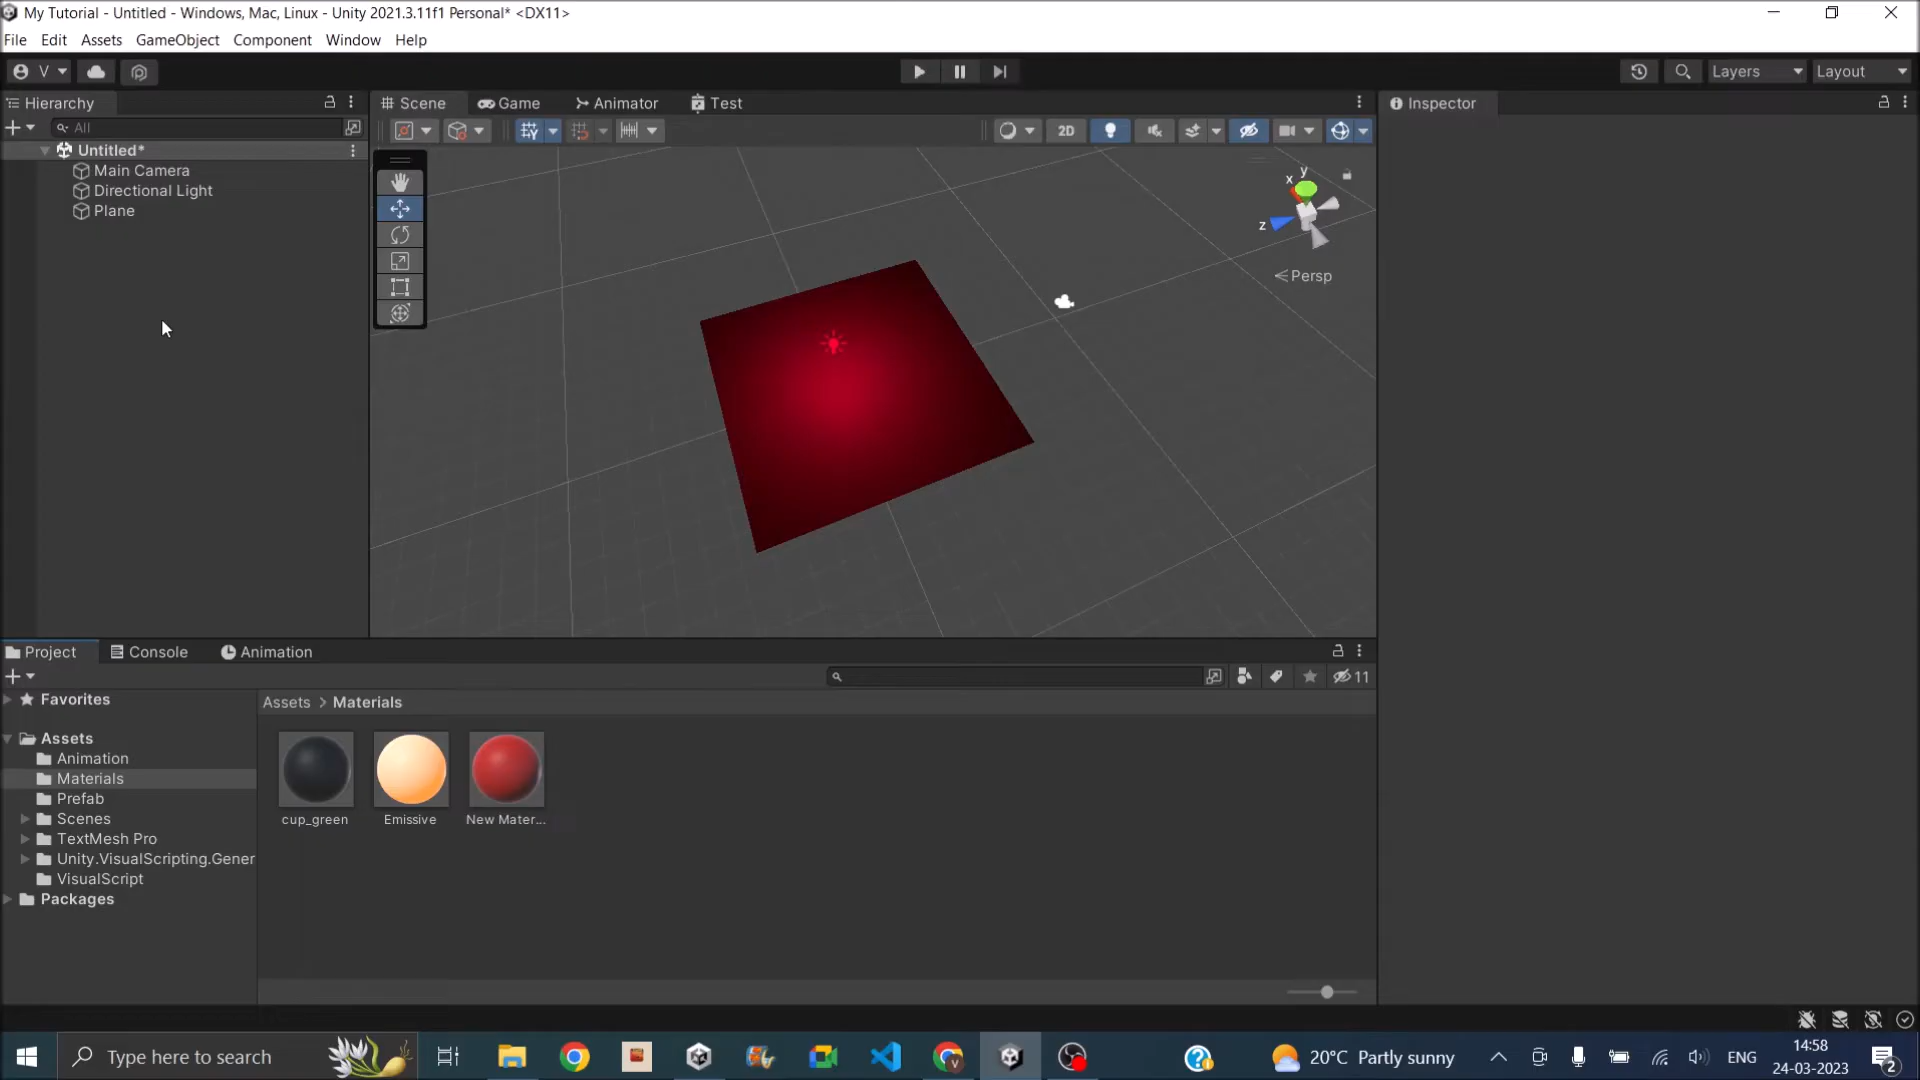 My Tutorial - Untitled - Windows, Mac, Linux - Unity 2021.3.11f1 Personal* <DX11>
File Edit Assets GameObject Component Window Help
V Layers Layout
Hierarchy Scene Game Animator Test Inspector
All 2D
Untitled*
Main Camera
Directional Light
Plane
x y
z
Persp
Project Console Animation
11
Favorites
Assets > Materials
Assets
Animation
Materials
Prefab
Scenes
TextMesh Pro
Unity.VisualScripting.Gener
VisualScript
Packages
cup_green Emissive New Mater...
Type here to search
20°C Partly sunny
ENG
14:58
24-03-2023
2